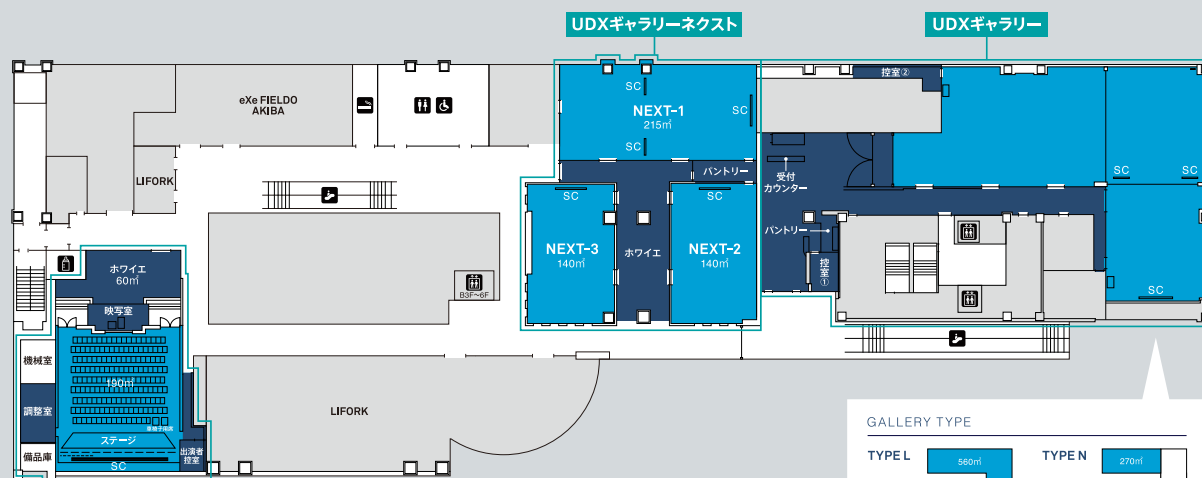 UDXギャラリーネクスト
UDXギャラリー
eXe FIELDO
AKIBA
LIFORK
SC
NEXT-1
215㎡
SC
SC
パントリー
控室②
受付
カウンター
パントリー
控室①
SC
SC
SC
SC
NEXT-3
140㎡
ホワイエ
SC
NEXT-2
140㎡
B3F〜6F
ホワイエ
60㎡
映写室
機械室
調整室
備品庫
190㎡
車椅子用席
ステージ
SC
出演者
控室
LIFORK
GALLERY TYPE
TYPE L
560㎡
TYPE N
270㎡